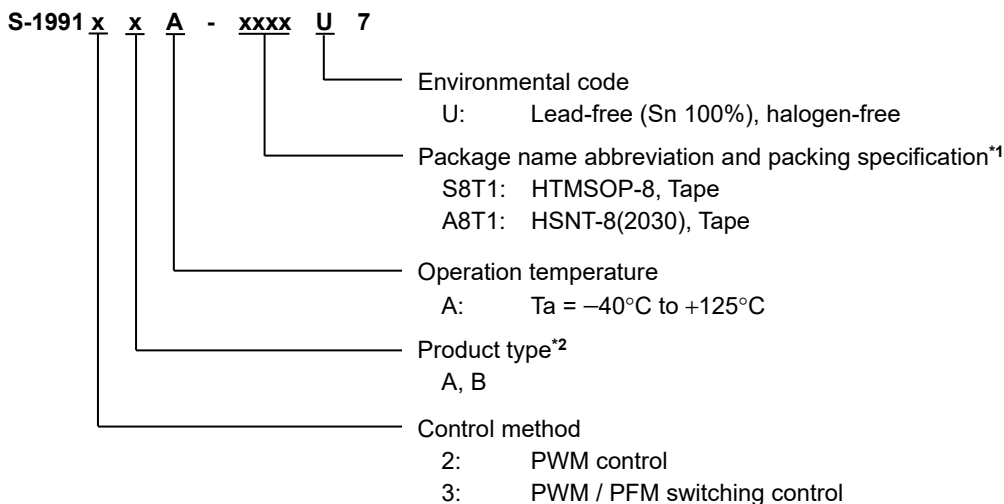 S-1991 x x A - xxxx U 7
Environmental code
U: Lead-free (Sn 100%), halogen-free
Package name abbreviation and packing specification*1
S8T1: HTMSOP-8, Tape
A8T1: HSNT-8(2030), Tape
Operation temperature
A: Ta = −40°C to +125°C
Product type*2
A, B
Control method
2: PWM control
3: PWM / PFM switching control